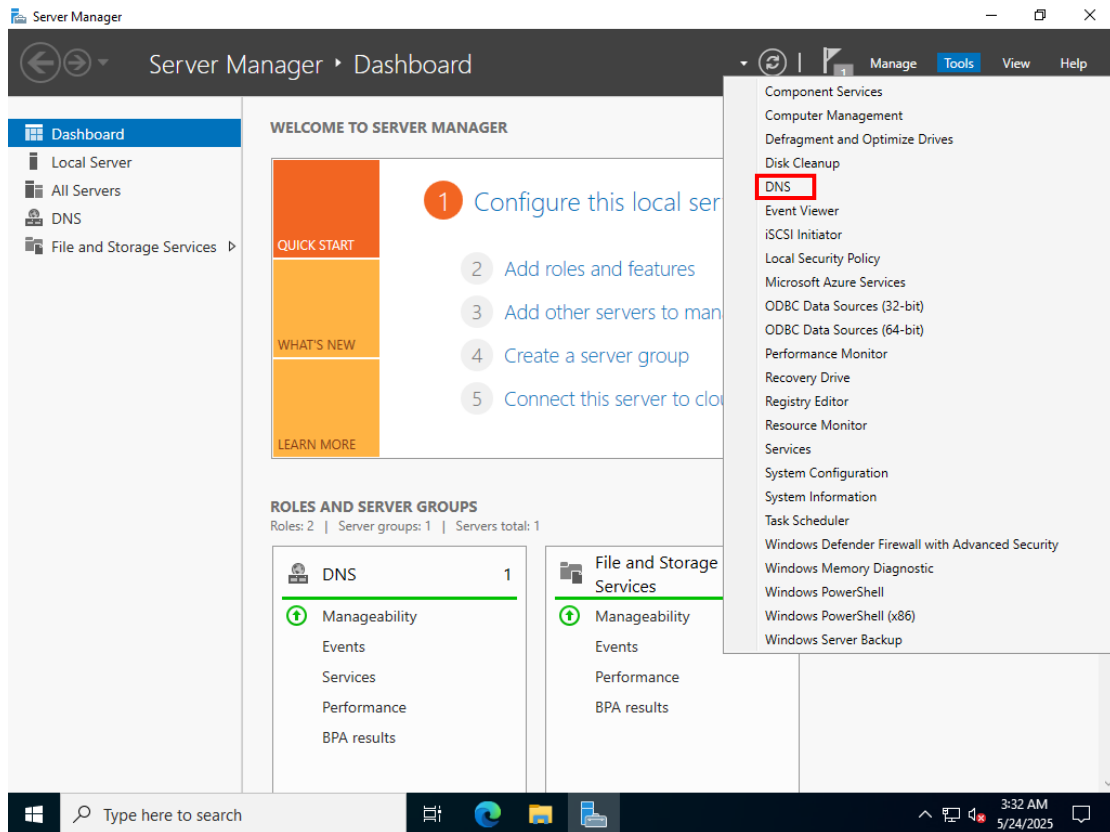 Server Manager
Server Manager ‣ Dashboard
1
Manage Tools View Help
Dashboard
Local Server
All Servers
DNS
File and Storage Services
WELCOME TO SERVER MANAGER
QUICK START
WHAT'S NEW
LEARN MORE
1 Configure this local ser
2 Add roles and features
3 Add other servers to man
4 Create a server group
5 Connect this server to clou
ROLES AND SERVER GROUPS
Roles: 2 | Server groups: 1 | Servers total: 1
DNS 1
Manageability
Events
Services
Performance
BPA results
File and Storage
Services
Manageability
Events
Performance
BPA results
Component Services
Computer Management
Defragment and Optimize Drives
Disk Cleanup
DNS
Event Viewer
iSCSI Initiator
Local Security Policy
Microsoft Azure Services
ODBC Data Sources (32-bit)
ODBC Data Sources (64-bit)
Performance Monitor
Recovery Drive
Registry Editor
Resource Monitor
Services
System Configuration
System Information
Task Scheduler
Windows Defender Firewall with Advanced Security
Windows Memory Diagnostic
Windows PowerShell
Windows PowerShell (x86)
Windows Server Backup
Type here to search
3:32 AM
5/24/2025